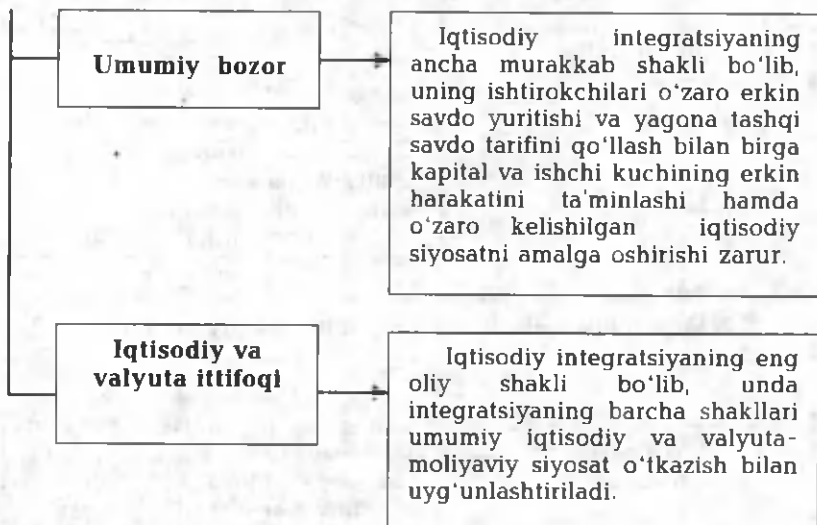 Umumiy bozor
Iqtisodiy integratsiyaning
ancha murakkab shakli bo‘lib,
uning ishtirokchilari o‘zaro erkin
savdo yuritishi va yagona tashqi
savdo tarifini qo‘llash bilan birga
kapital va ishchi kuchining erkin
harakatini ta'minlashi hamda
o‘zaro kelishilgan iqtisodiy
siyosatni amalga oshirishi zarur.
Iqtisodiy va
valyuta ittifoqi
Iqtisodiy integratsiyaning eng
oliy shakli bo‘lib, unda
integratsiyaning barcha shakllari
umumiy iqtisodiy va valyuta-
moliyaviy siyosat o‘tkazish bilan
uyg‘unlashtiriladi.